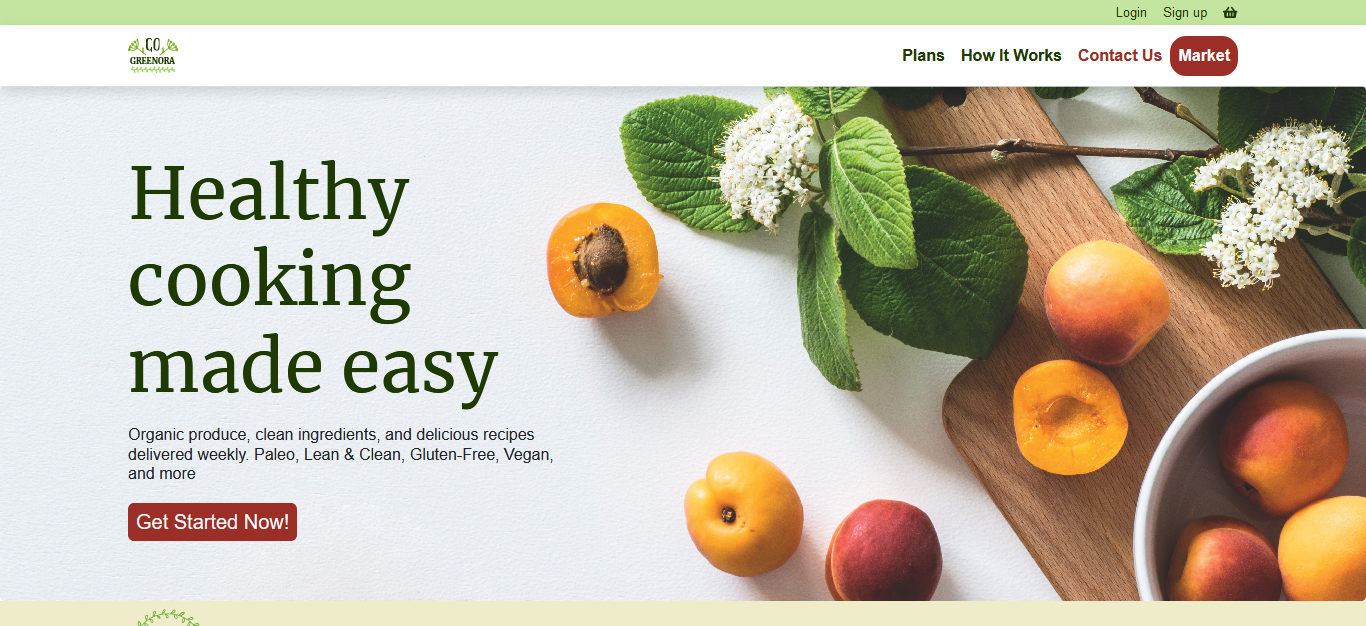 Login Sign up
GO
GREENORA
Plans How It Works Contact Us Market
Healthy
cooking
made easy
Organic produce, clean ingredients, and delicious recipes
delivered weekly. Paleo, Lean & Clean, Gluten-Free, Vegan,
and more
Get Started Now!